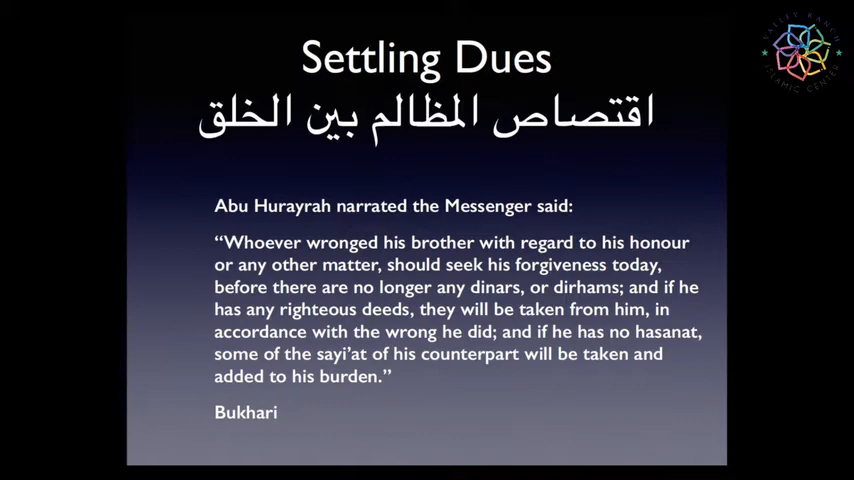 VALLEY RANCH
ISLAMIC CENTER
Settling Dues
اقتصاص المظالم بين الخلق
Abu Hurayrah narrated the Messenger said:
“Whoever wronged his brother with regard to his honour
or any other matter, should seek his forgiveness today,
before there are no longer any dinars, or dirhams; and if he
has any righteous deeds, they will be taken from him, in
accordance with the wrong he did; and if he has no hasanat,
some of the sayi’at of his counterpart will be taken and
added to his burden.”
Bukhari